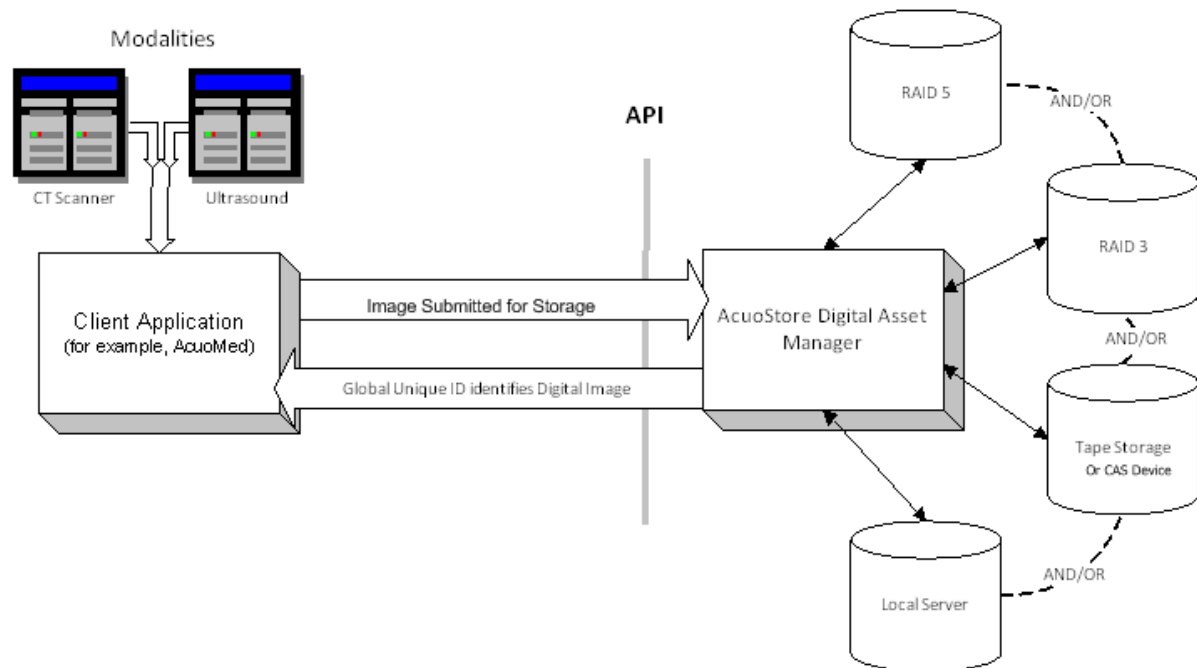 Modalities
CT Scanner
Ultrasound
API
RAID 5
AND/OR
RAID 3
AND/OR
Client Application
(for example, AcuoMed)
Image Submitted for Storage
Global Unique ID identifies Digital Image
AcuoStore Digital Asset
Manager
Tape Storage
Or CAS Device
AND/OR
Local Server